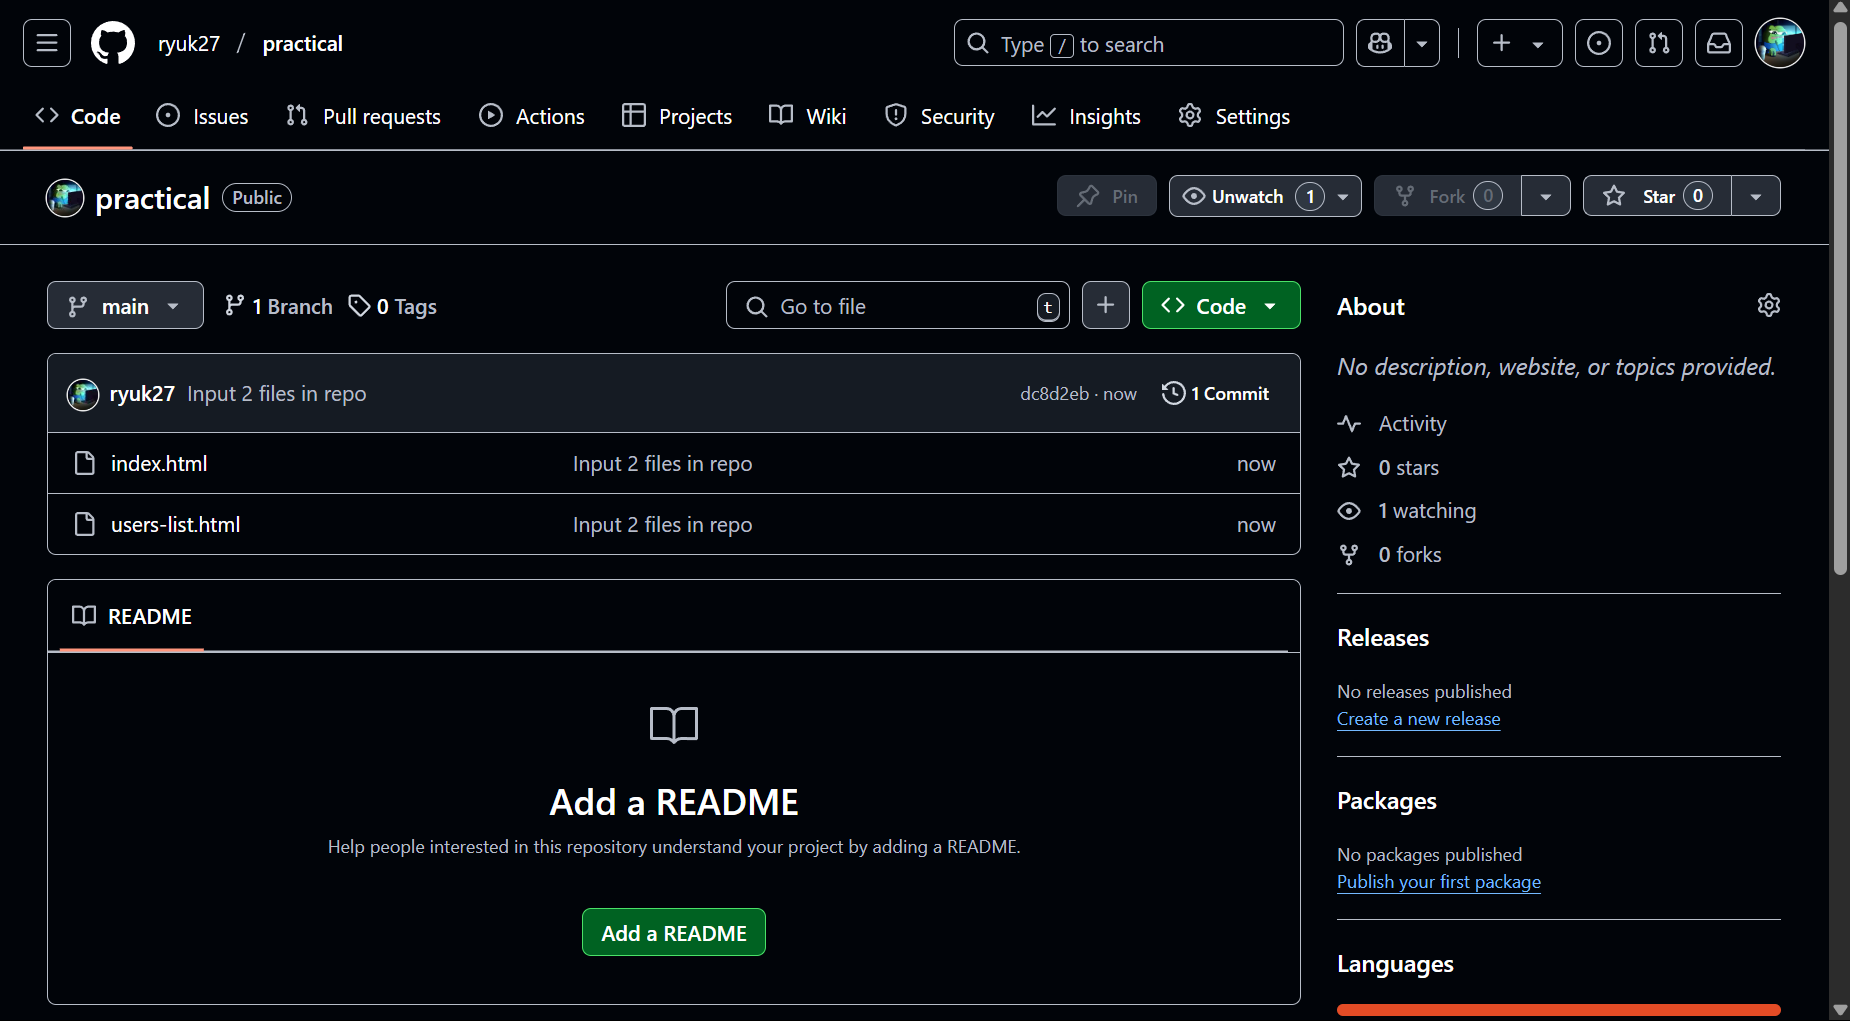 ryuk27 / practical
Type / to search
Code Issues Pull requests Actions Projects Wiki Security Insights Settings
practical Public
Pin Unwatch 1 Fork 0 Star 0
main 1 Branch 0 Tags
Go to file t
Code
ryuk27 Input 2 files in repo dc8d2eb · now 1 Commit
index.html Input 2 files in repo now
users-list.html Input 2 files in repo now
README
Add a README
Help people interested in this repository understand your project by adding a README.
Add a README
About
No description, website, or topics provided.
Activity
0 stars
1 watching
0 forks
Releases
No releases published
Create a new release
Packages
No packages published
Publish your first package
Languages